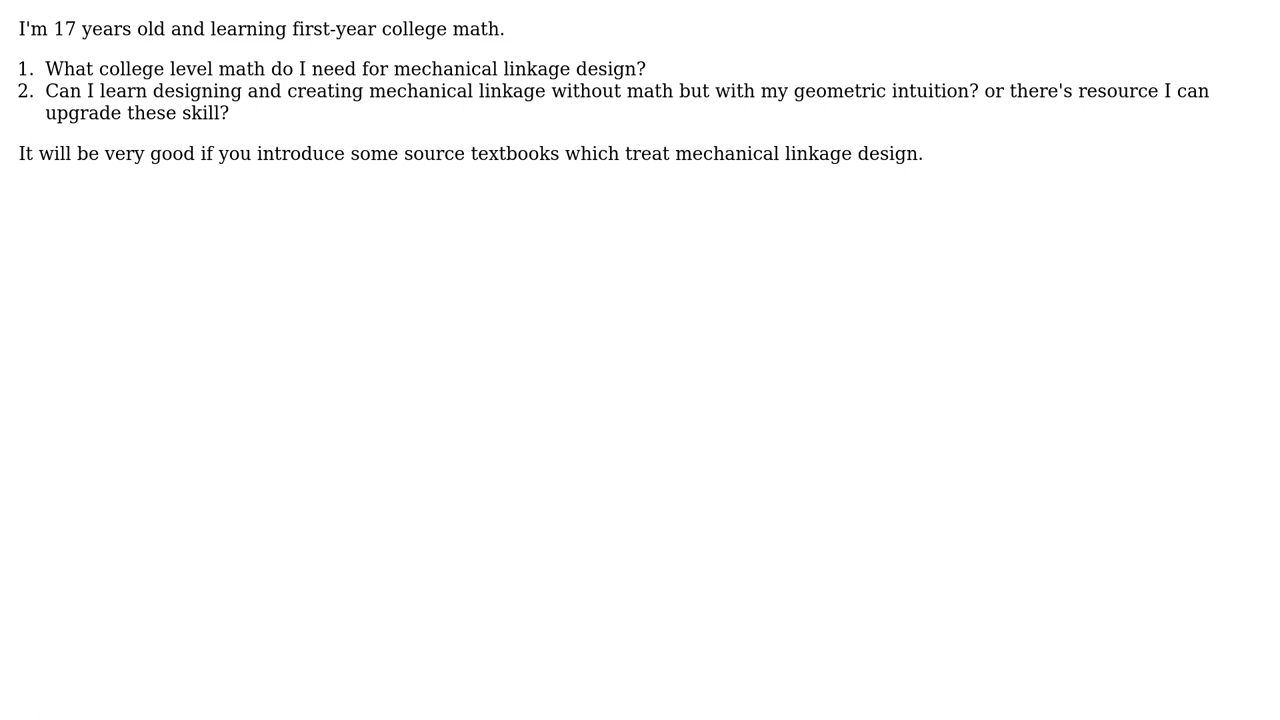 I'm 17 years old and learning first-year college math.
1. What college level math do I need for mechanical linkage design?
2. Can I learn designing and creating mechanical linkage without math but with my geometric intuition? or there's resource I can
upgrade these skill?
It will be very good if you introduce some source textbooks which treat mechanical linkage design.